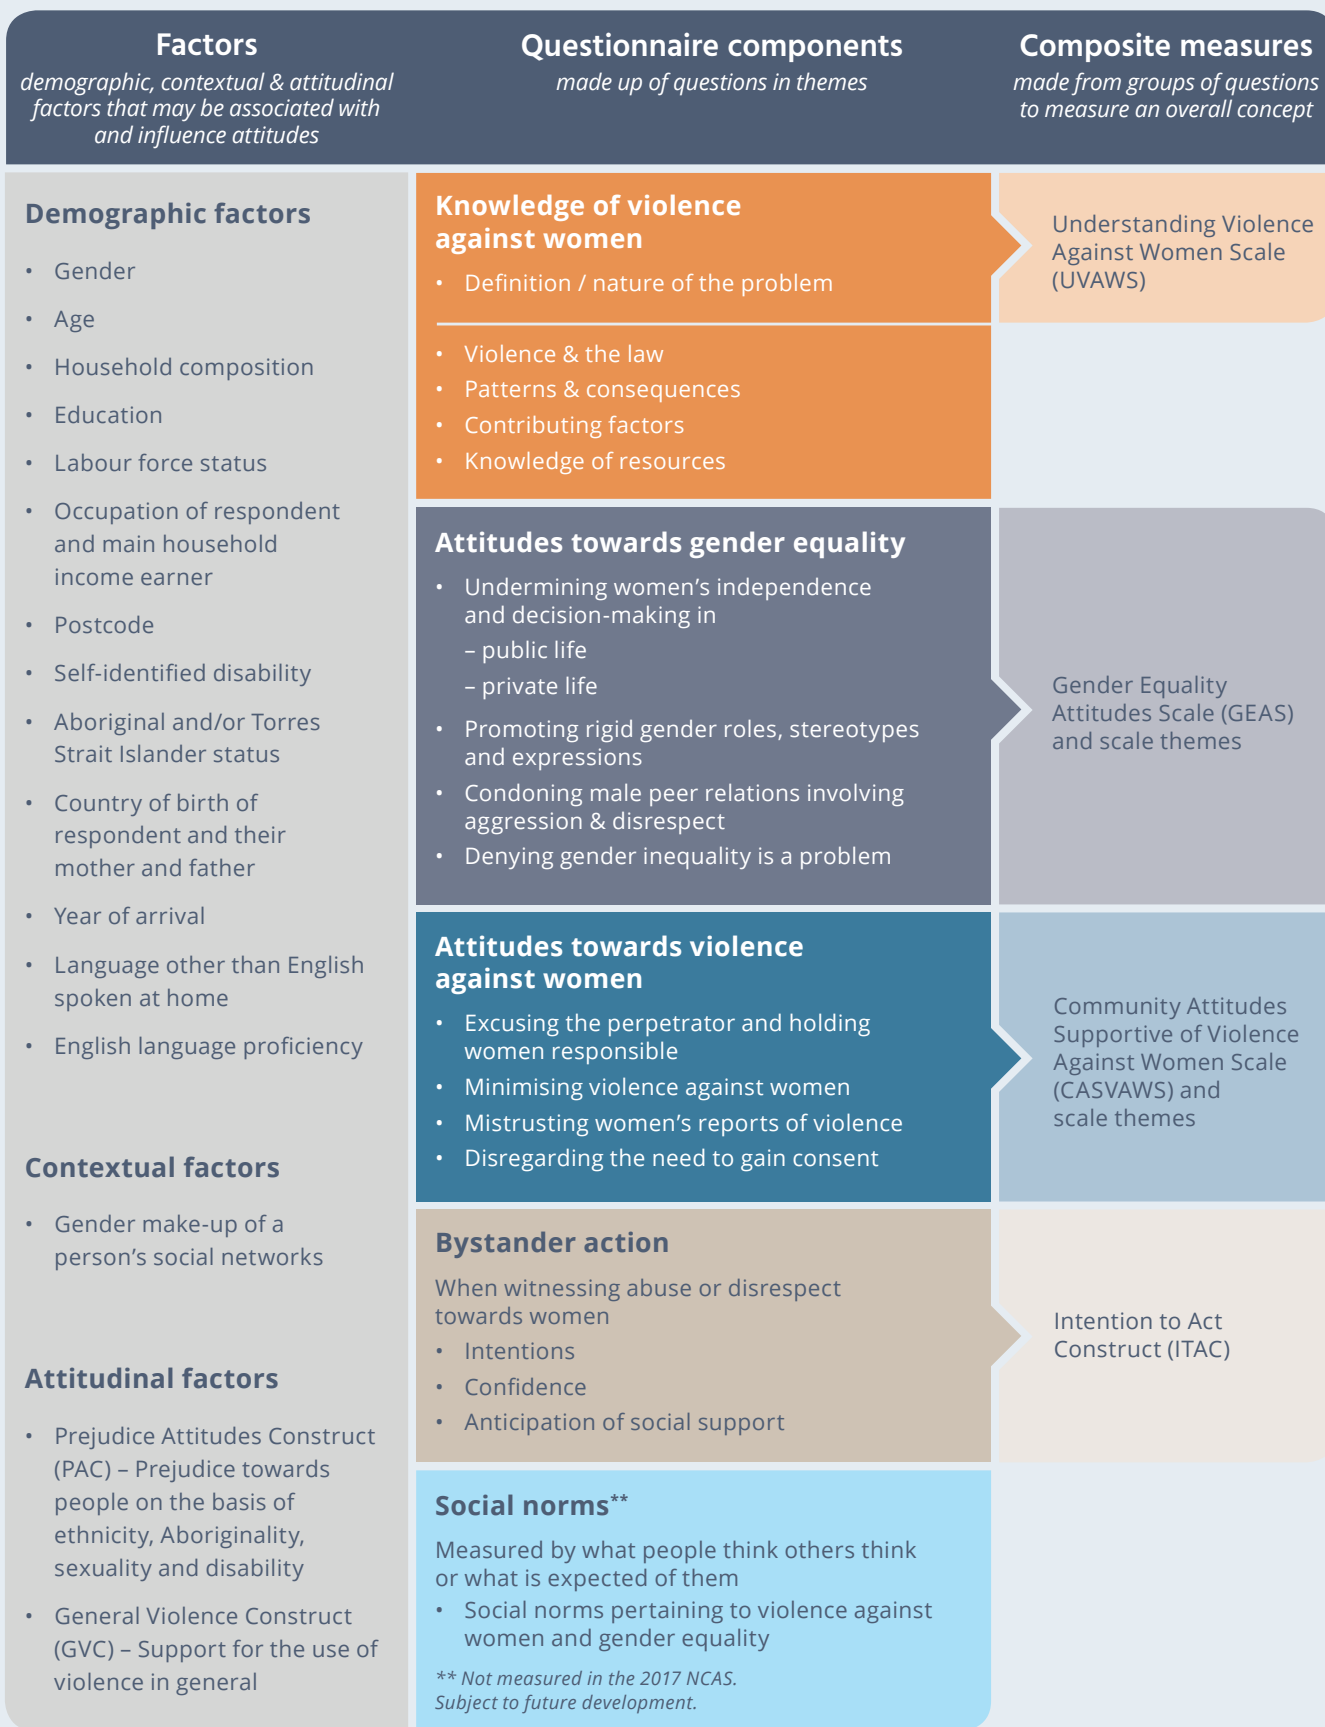 Factors
demographic, contextual & attitudinal
factors that may be associated with
and influence attitudes
Questionnaire components
made up of questions in themes
Composite measures
made from groups of questions
to measure an overall concept
Demographic factors
• Gender
• Age
• Household composition
• Education
• Labour force status
• Occupation of respondent
and main household
income earner
• Postcode
• Self-identified disability
• Aboriginal and/or Torres
Strait Islander status
• Country of birth of
respondent and their
mother and father
• Year of arrival
• Language other than English
spoken at home
• English language proficiency
Contextual factors
• Gender make-up of a
person’s social networks
Attitudinal factors
• Prejudice Attitudes Construct
(PAC) – Prejudice towards
people on the basis of
ethnicity, Aboriginality,
sexuality and disability
• General Violence Construct
(GVC) – Support for the use of
violence in general
Knowledge of violence
against women
• Definition / nature of the problem
• Violence & the law
• Patterns & consequences
• Contributing factors
• Knowledge of resources
Understanding Violence
Against Women Scale
(UVAWS)
Attitudes towards gender equality
• Undermining women’s independence
and decision-making in
– public life
– private life
• Promoting rigid gender roles, stereotypes
and expressions
• Condoning male peer relations involving
aggression & disrespect
• Denying gender inequality is a problem
Gender Equality
Attitudes Scale (GEAS)
and scale themes
Attitudes towards violence
against women
• Excusing the perpetrator and holding
women responsible
• Minimising violence against women
• Mistrusting women’s reports of violence
• Disregarding the need to gain consent
Community Attitudes
Supportive of Violence
Against Women Scale
(CASVAWS) and
scale themes
Bystander action
When witnessing abuse or disrespect
towards women
• Intentions
• Confidence
• Anticipation of social support
Intention to Act
Construct (ITAC)
Social norms**
Measured by what people think others think
or what is expected of them
• Social norms pertaining to violence against
women and gender equality
** Not measured in the 2017 NCAS.
Subject to future development.